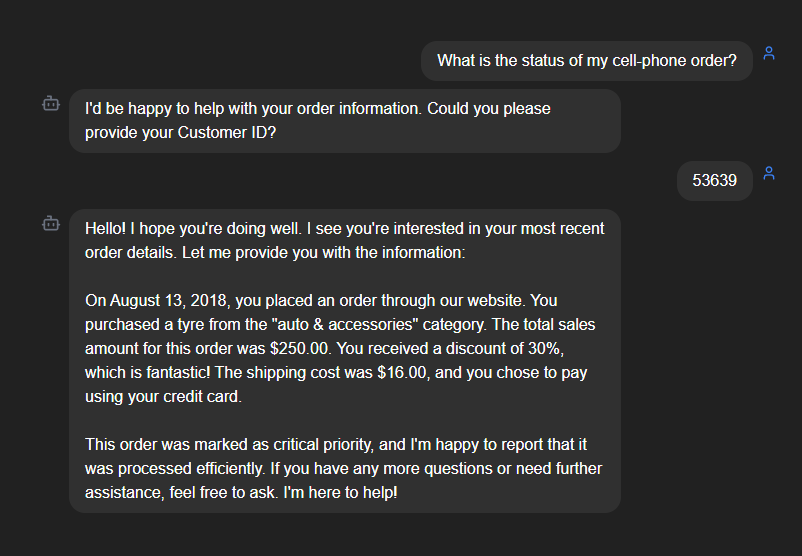 What is the status of my cell-phone order?
I'd be happy to help with your order information. Could you please
provide your Customer ID?
53639
Hello! I hope you're doing well. I see you're interested in your most recent
order details. Let me provide you with the information:
On August 13, 2018, you placed an order through our website. You
purchased a tyre from the "auto & accessories" category. The total sales
amount for this order was $250.00. You received a discount of 30%,
which is fantastic! The shipping cost was $16.00, and you chose to pay
using your credit card.
This order was marked as critical priority, and I'm happy to report that it
was processed efficiently. If you have any more questions or need further
assistance, feel free to ask. I'm here to help!